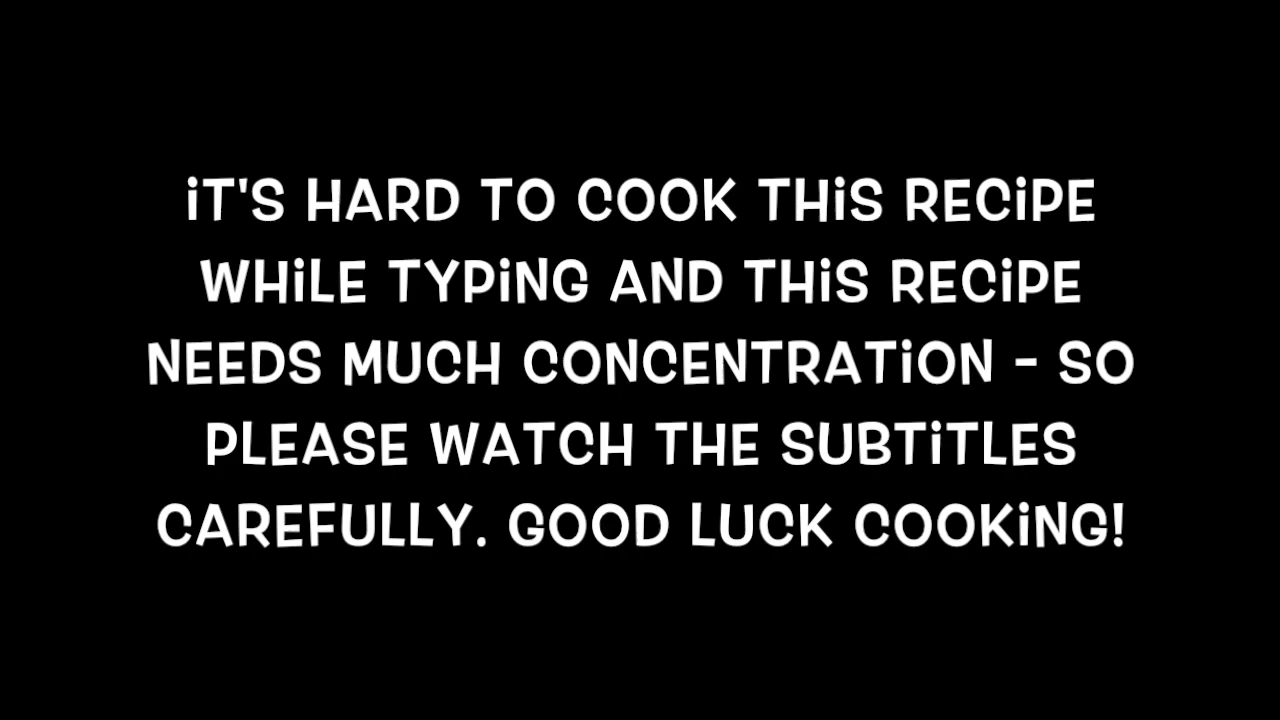 iT'S HARD TO COOK THiS RECiPE
WHiLE TYPiNG AND THiS RECiPE
NEEDS MUCH CONCENTRATiON - SO
PLEASE WATCH THE SUBTiTLES
CAREFULLY. GOOD LUCK COOKiNG!